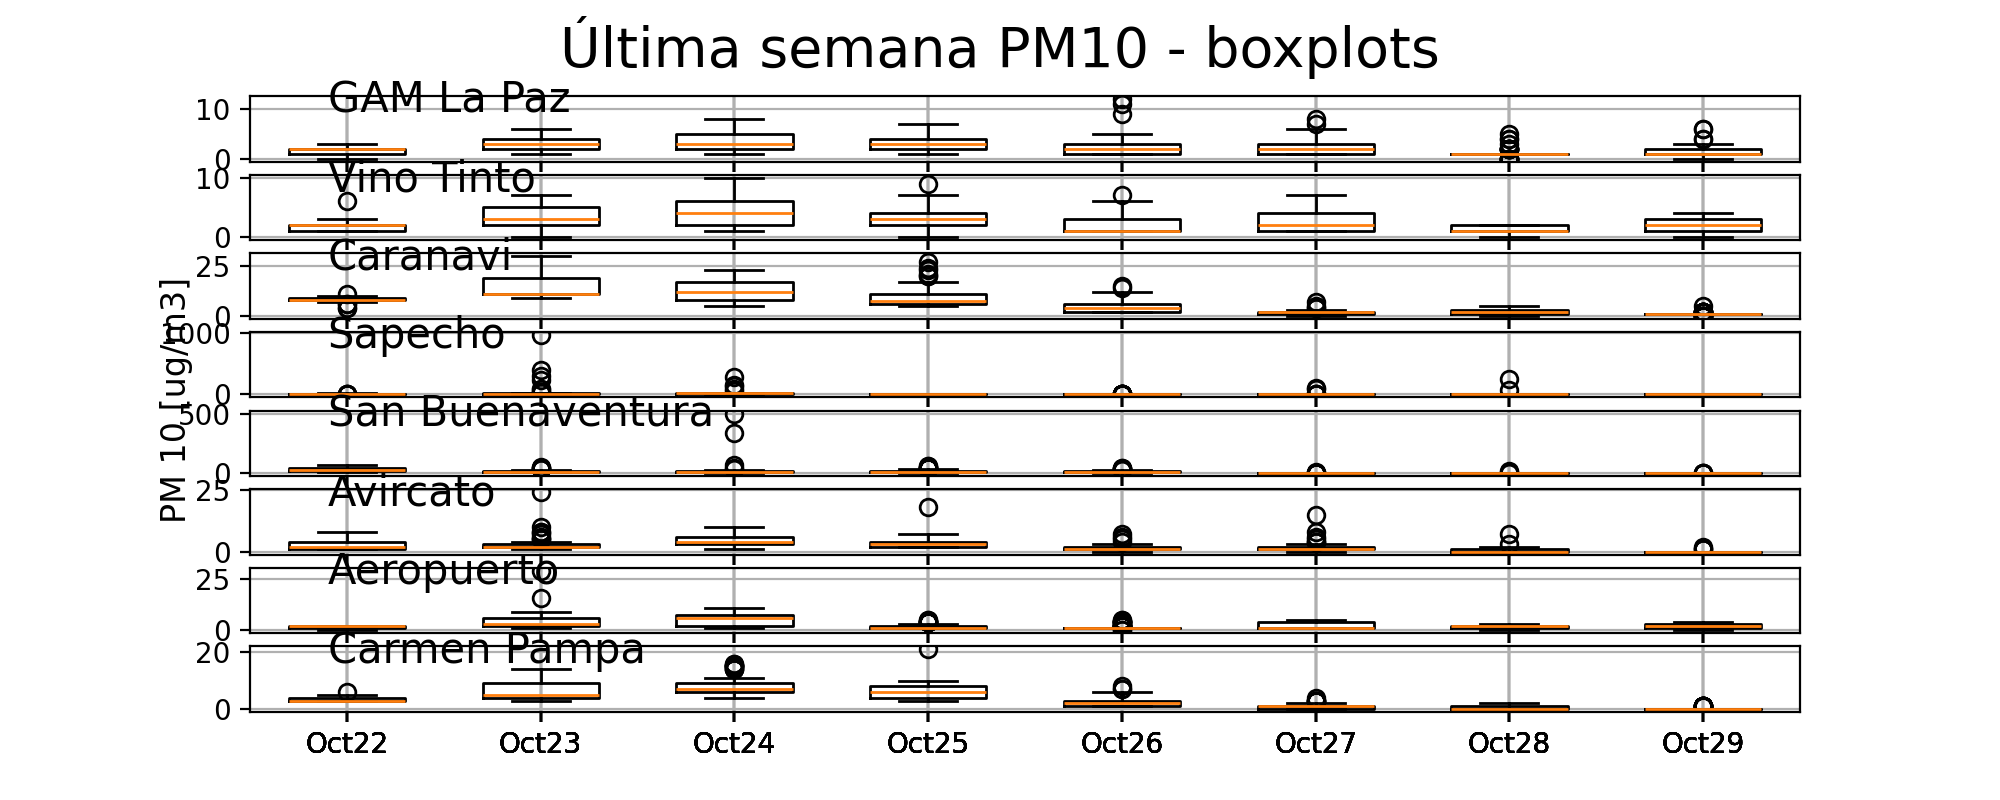 Última semana PM10 - boxplots
PM 10 [ug/m3]
GAM La Paz
10
0
Vino Tinto
10
0
Caranavi
25
0
Sapecho
1000
0
San Buenaventura
500
0
Avircato
25
0
Aeropuerto
25
0
Carmen Pampa
20
0
Oct22 Oct23 Oct24 Oct25 Oct26 Oct27 Oct28 Oct29